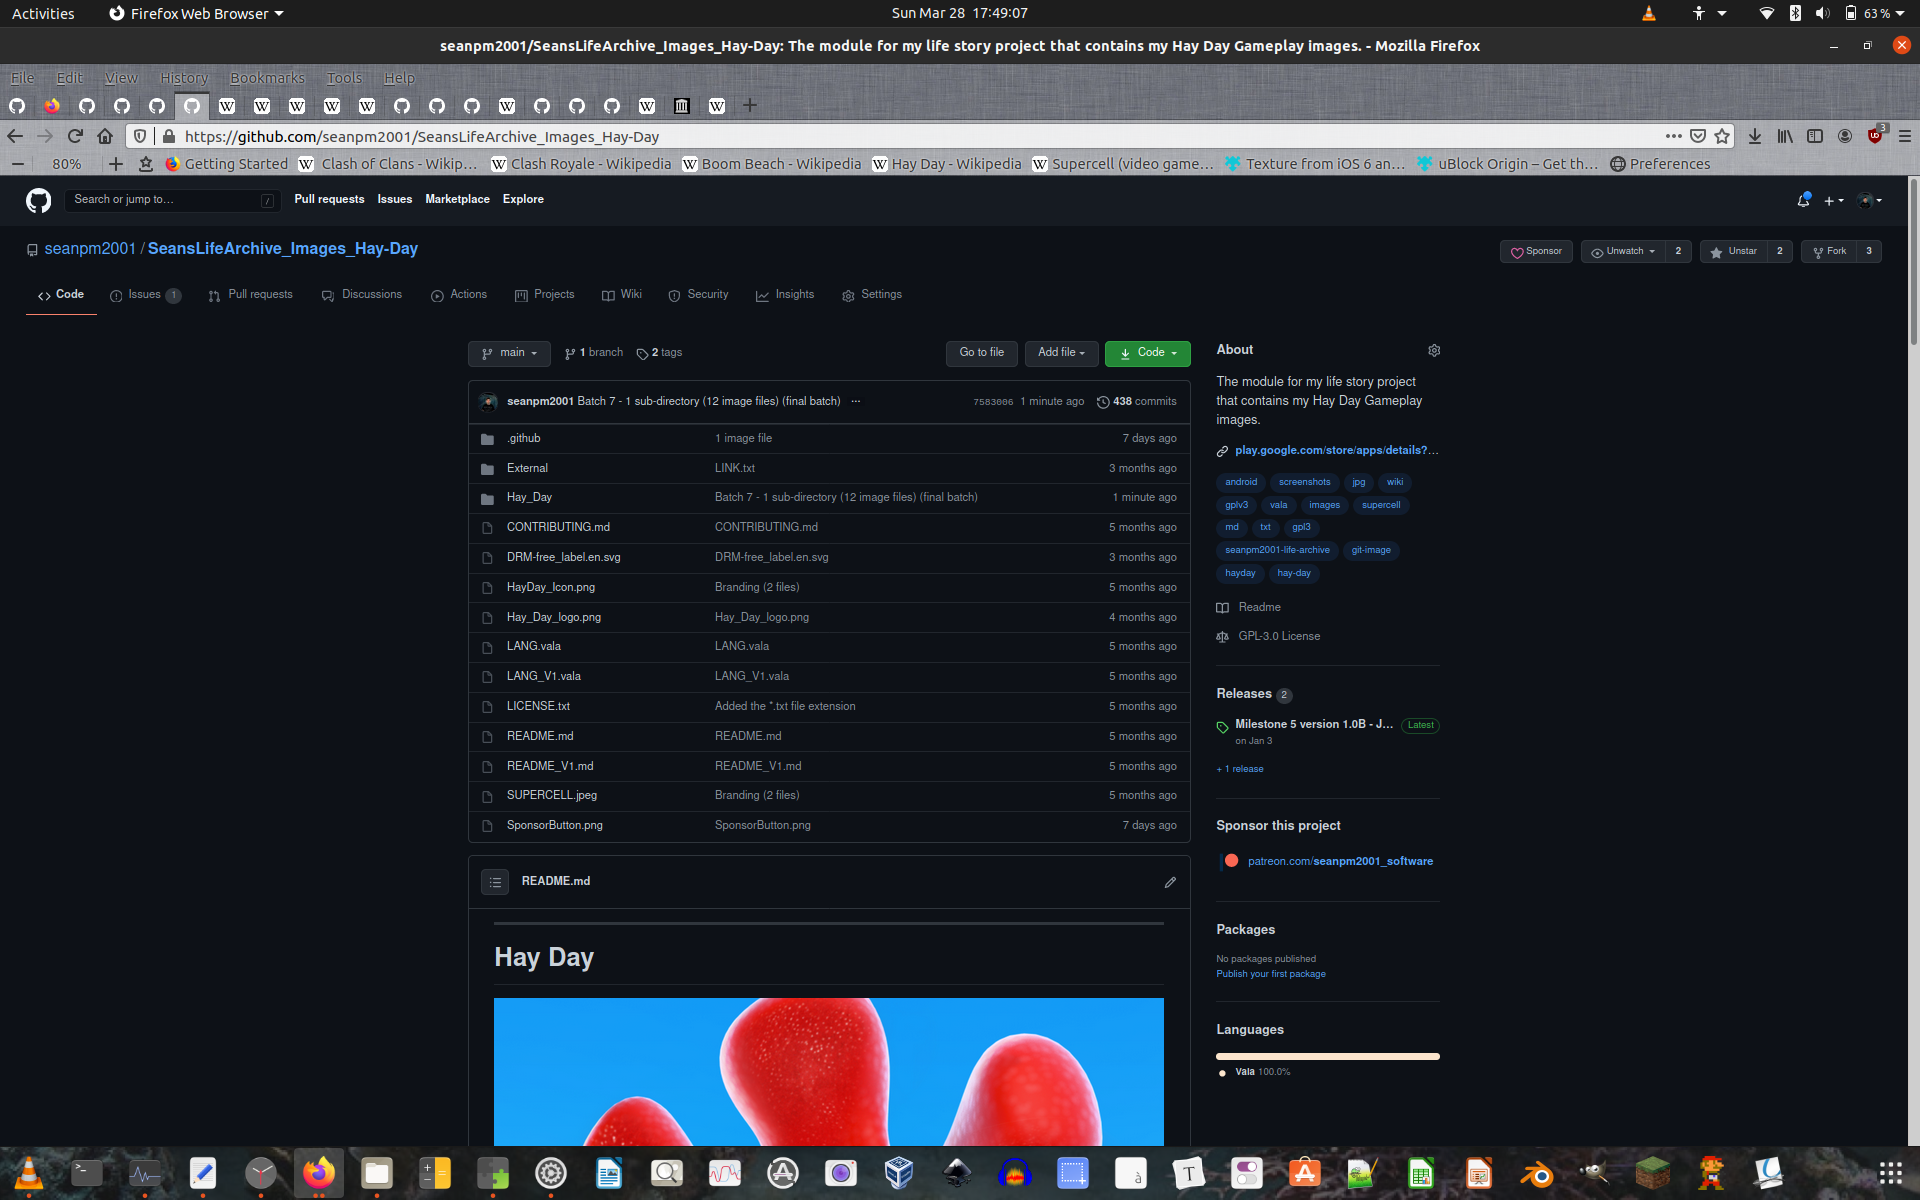 Activities Firefox Web Browser Sun Mar 28 17:49:07 63 %
seanpm2001/SeansLifeArchive_Images_Hay-Day: The module for my life story project that contains my Hay Day Gameplay images. - Mozilla Firefox
File Edit View History Bookmarks Tools Help
https://github.com/seanpm2001/SeansLifeArchive_Images_Hay-Day 3
80% Getting Started Clash of Clans - Wikip… Clash Royale - Wikipedia Boom Beach - Wikipedia Hay Day - Wikipedia Supercell (video game… Texture from iOS 6 an… uBlock Origin – Get th… Preferences
Search or jump to… / Pull requests Issues Marketplace Explore
seanpm2001 / SeansLifeArchive_Images_Hay-Day Sponsor Unwatch 2 Unstar 2 Fork 3
Code Issues 1 Pull requests Discussions Actions Projects Wiki Security Insights Settings
main 1 branch 2 tags Go to file Add file Code
seanpm2001 Batch 7 - 1 sub-directory (12 image files) (final batch) ... 7583006 1 minute ago 438 commits
.github 1 image file 7 days ago
External LINK.txt 3 months ago
Hay_Day Batch 7 - 1 sub-directory (12 image files) (final batch) 1 minute ago
CONTRIBUTING.md CONTRIBUTING.md 5 months ago
DRM-free_label.en.svg DRM-free_label.en.svg 3 months ago
HayDay_Icon.png Branding (2 files) 5 months ago
Hay_Day_logo.png Hay_Day_logo.png 4 months ago
LANG.vala LANG.vala 5 months ago
LANG_V1.vala LANG_V1.vala 5 months ago
LICENSE.txt Added the *.txt file extension 5 months ago
README.md README.md 5 months ago
README_V1.md README_V1.md 5 months ago
SUPERCELL.jpeg Branding (2 files) 5 months ago
SponsorButton.png SponsorButton.png 7 days ago
README.md
Hay Day
About
The module for my life story project
that contains my Hay Day Gameplay
images.
play.google.com/store/apps/details?…
android screenshots jpg wiki
gplv3 vala images supercell
md txt gpl3
seanpm2001-life-archive git-image
hayday hay-day
Readme
GPL-3.0 License
Releases 2
Milestone 5 version 1.0B - J… Latest
on Jan 3
+ 1 release
Sponsor this project
patreon.com/seanpm2001_software
Packages
No packages published
Publish your first package
Languages
Vala 100.0%